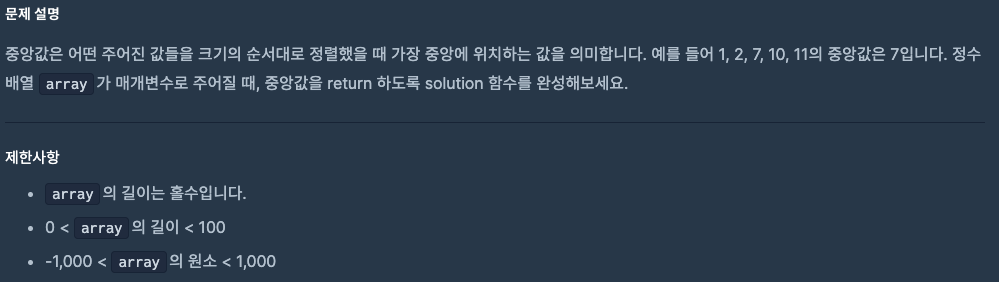 문제 설명
중앙값은 어떤 주어진 값들을 크기의 순서대로 정렬했을 때 가장 중앙에 위치하는 값을 의미합니다. 예를 들어 1, 2, 7, 10, 11의 중앙값은 7입니다. 정수
배열 array 가 매개변수로 주어질 때, 중앙값을 return 하도록 solution 함수를 완성해보세요.
제한사항
• array 의 길이는 홀수입니다.
• 0 < array 의 길이 < 100
• -1,000 < array 의 원소 < 1,000